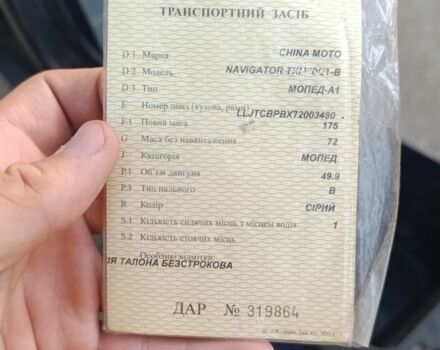 ТРАНСПОРТНИЙ ЗАСІБ
D.1 Марка CHINA MOTO
D.2 Модель NAVIGATOR
D.3 Тип МОПЕД-А1
E Номер шасі (кузова, рами) LLJTCBPBX72003480
F.1 Повна маса 175
G Маса без навантаження 72
J Категорія МОПЕД
P.1 Об'єм двигуна 49.9
P.3 Тип пального B
R Колір СІРИЙ
S.1 Кількість сидячих місць з місцем водія 1
S.2 Кількість стоячих місць
Особливі відмітки:
ІЯ ТАЛОНА БЕЗСТРОКОВА
ДАР № 319864